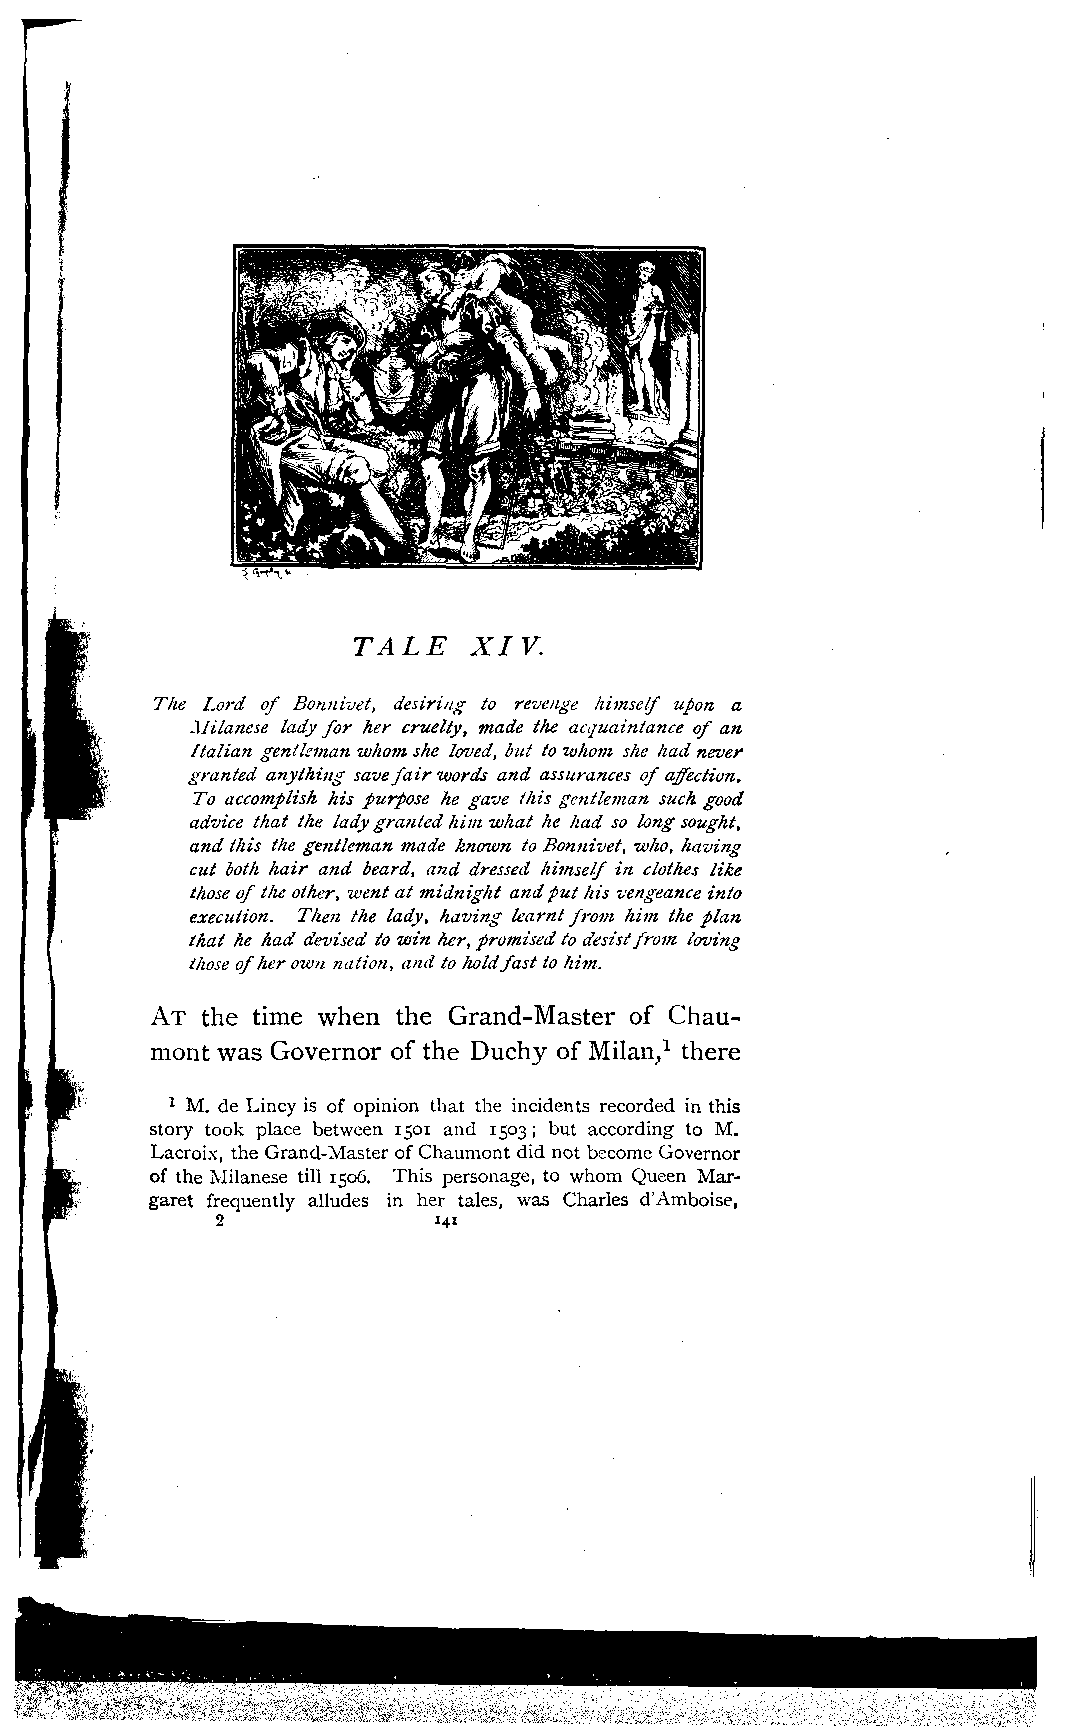 TALE XIV.
The Lord of Bonnivet, desiring to revenge himself upon a
Milanese lady for her cruelty, made the acquaintance of an
Italian gentleman whom she loved, but to whom she had never
granted anything save fair words and assurances of affection.
To accomplish his purpose he gave this gentleman such good
advice that the lady granted him what he had so long sought,
and this the gentleman made known to Bonnivet, who, having
cut both hair and beard, and dressed himself in clothes like
those of the other, went at midnight and put his vengeance into
execution. Then the lady, having learnt from him the plan
that he had devised to win her, promised to desist from loving
those of her own nation, and to hold fast to him.
AT the time when the Grand-Master of Chau-
mont was Governor of the Duchy of Milan,¹ there
¹ M. de Lincy is of opinion that the incidents recorded in this
story took place between 1501 and 1503; but according to M.
Lacroix, the Grand-Master of Chaumont did not become Governor
of the Milanese till 1506. This personage, to whom Queen Mar-
garet frequently alludes in her tales, was Charles d'Amboise,
2 141